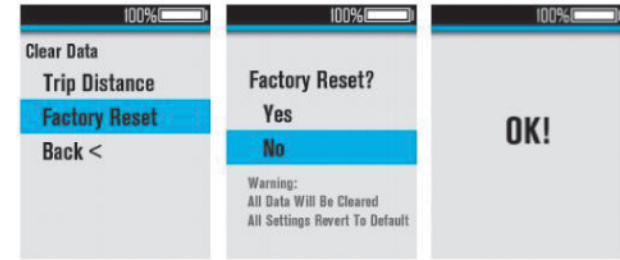 100%
Clear Data
Trip Distance
Factory Reset
Back <
100%
Factory Reset?
Yes
No
Warning:
All Data Will Be Cleared
All Settings Revert To Default
100%
OK!